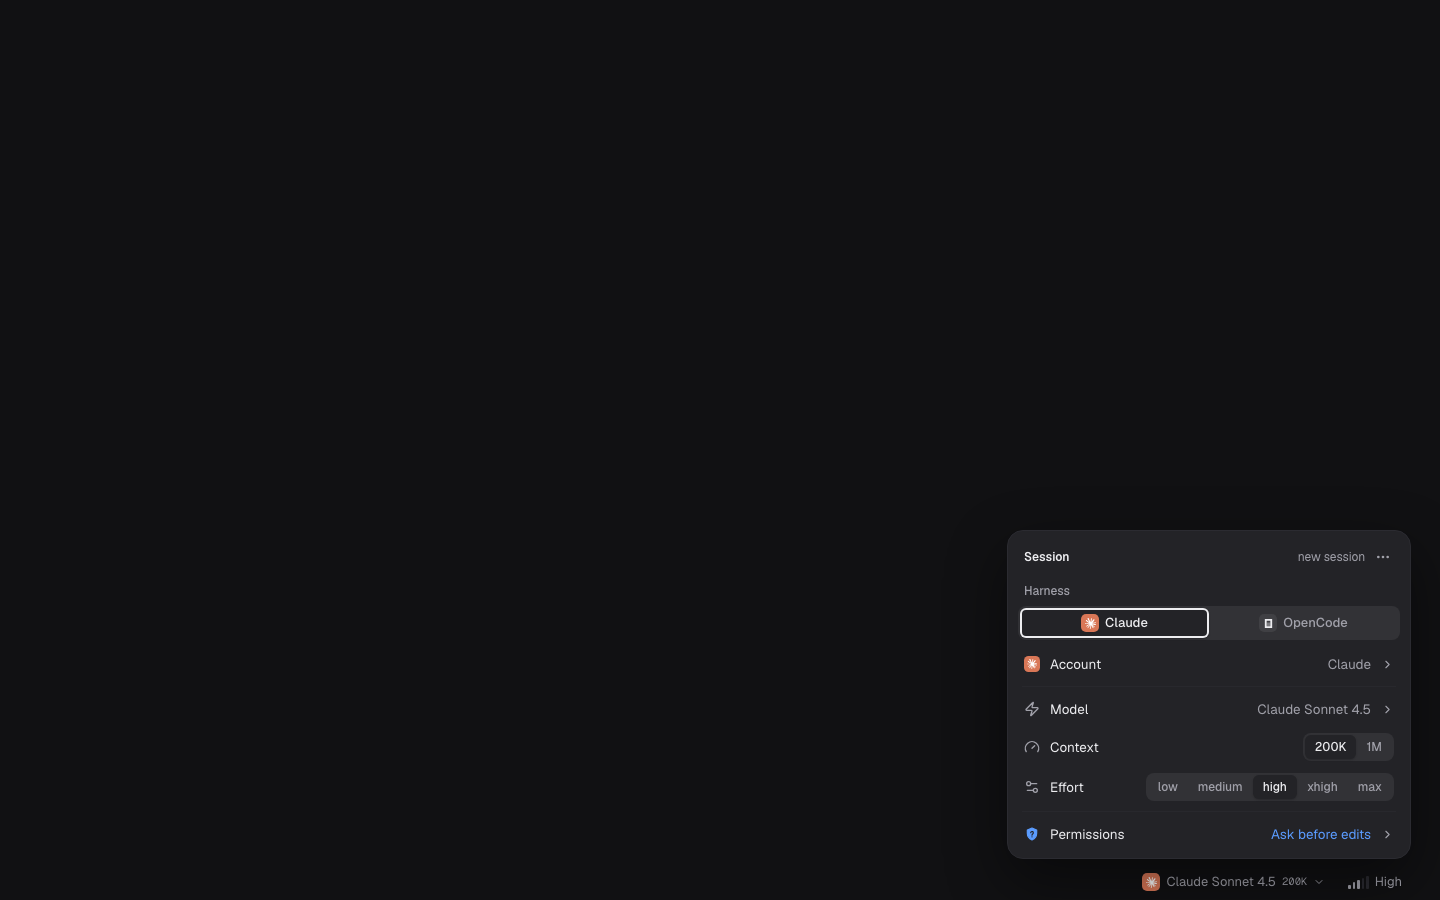 Session new session
Harness
Claude OpenCode
Account Claude
Model Claude Sonnet 4.5
Context 200K 1M
Effort low medium high xhigh max
Permissions Ask before edits
Claude Sonnet 4.5 200K High